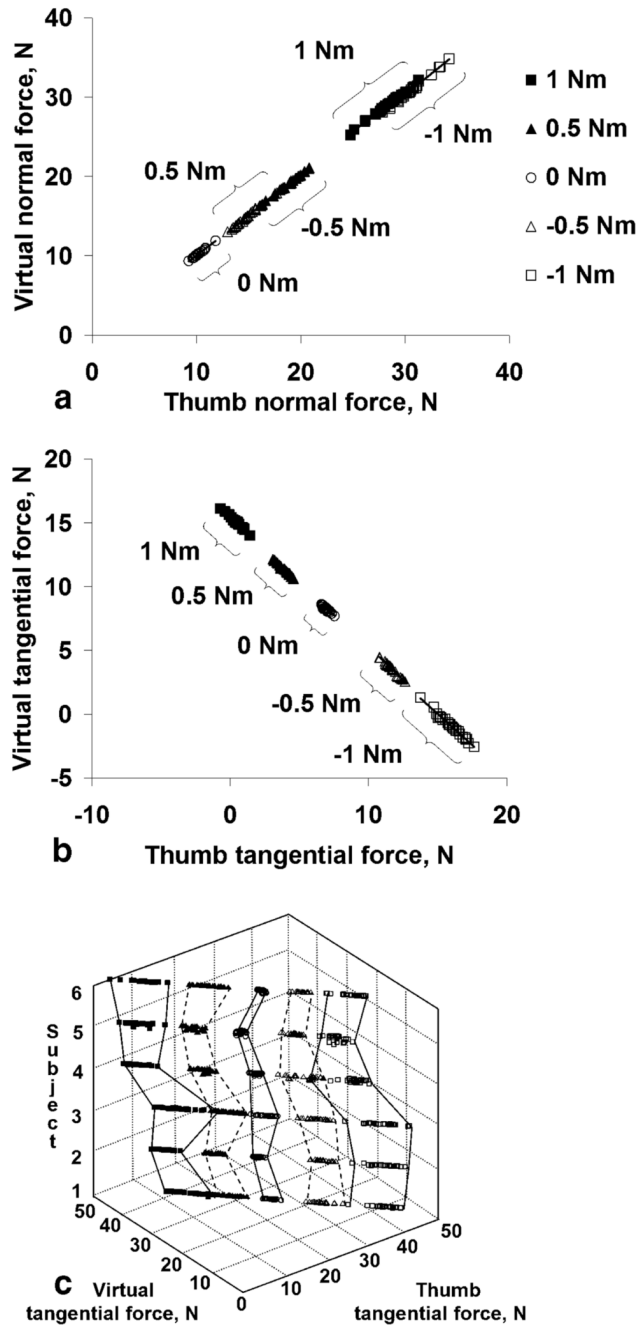 40
30
20
10
0
Virtual normal force, N
1 Nm
-1 Nm
0.5 Nm
-0.5 Nm
0 Nm
1 Nm
0.5 Nm
0 Nm
-0.5 Nm
-1 Nm
0 10 20 30 40
a Thumb normal force, N
20
15
10
5
0
-5
Virtual tangential force, N
1 Nm
0.5 Nm
0 Nm
-0.5 Nm
-1 Nm
-10 0 10 20
b Thumb tangential force, N
6
5
4
3
2
1
Subject
50 40 30 20 10 0
10 20 30 40 50
c Virtual
tangential force, N
Thumb
tangential force, N